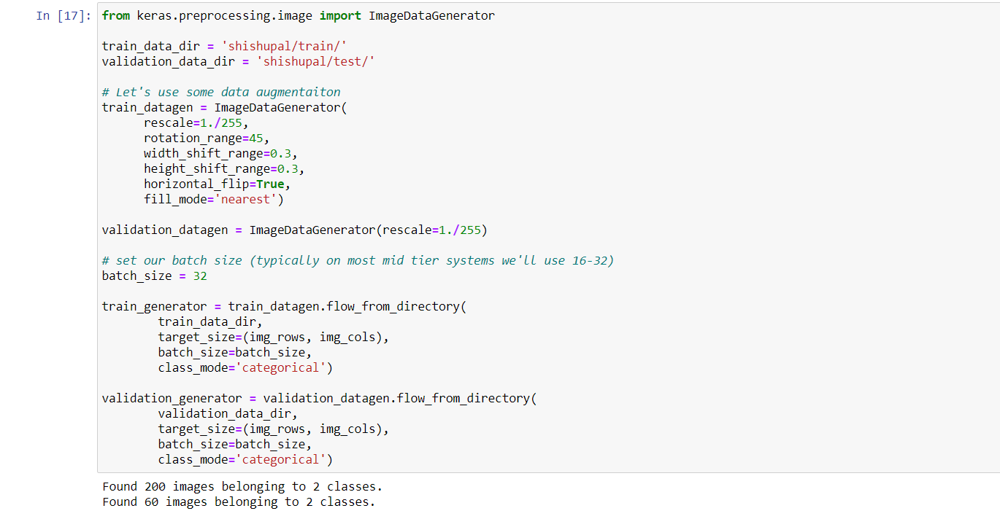 In [17]: from keras.preprocessing.image import ImageDataGenerator
train_data_dir = 'shishupal/train/'
validation_data_dir = 'shishupal/test/'
# Let's use some data augmentaiton
train_datagen = ImageDataGenerator(
rescale=1./255,
rotation_range=45,
width_shift_range=0.3,
height_shift_range=0.3,
horizontal_flip=True,
fill_mode='nearest')
validation_datagen = ImageDataGenerator(rescale=1./255)
# set our batch size (typically on most mid tier systems we'll use 16-32)
batch_size = 32
train_generator = train_datagen.flow_from_directory(
train_data_dir,
target_size=(img_rows, img_cols),
batch_size=batch_size,
class_mode='categorical')
validation_generator = validation_datagen.flow_from_directory(
validation_data_dir,
target_size=(img_rows, img_cols),
batch_size=batch_size,
class_mode='categorical')
Found 200 images belonging to 2 classes.
Found 60 images belonging to 2 classes.